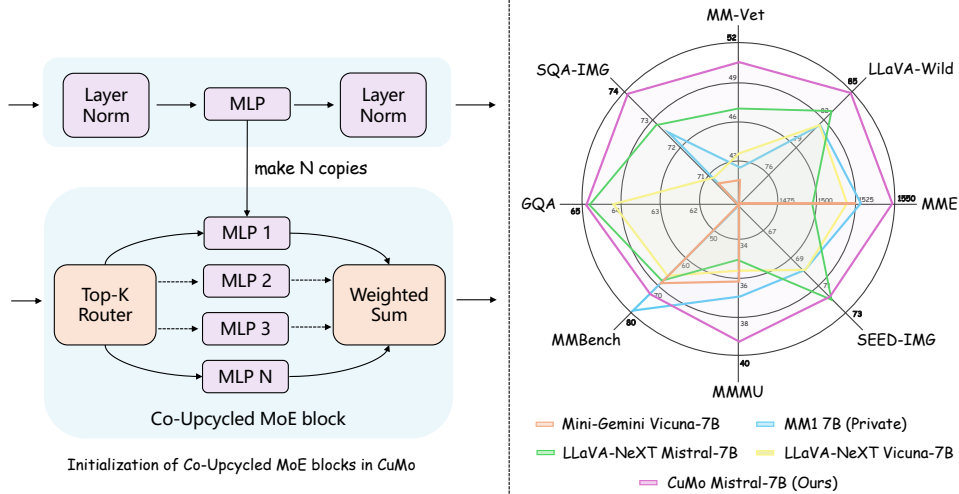 Layer
Norm
MLP
Layer
Norm
make N copies
MLP 1
Top-K
Router
MLP 2
MLP 3
MLP N
Weighted
Sum
Co-Upcycled MoE block
Initialization of Co-Upcycled MoE blocks in CuMo
MM-Vet
52
SQA-IMG
LLaVA-Wild
74
85
49
73
46
82
79
72
43
76
71
GQA
65
64
63
62
1475
1500
1525
1550
MME
50
34
67
60
36
69
70
71
80
38
73
MMBench
SEED-IMG
40
MMMU
Mini-Gemini Vicuna-7B
MM1 7B (Private)
LLaVA-NeXT Mistral-7B
LLaVA-NeXT Vicuna-7B
CuMo Mistral-7B (Ours)